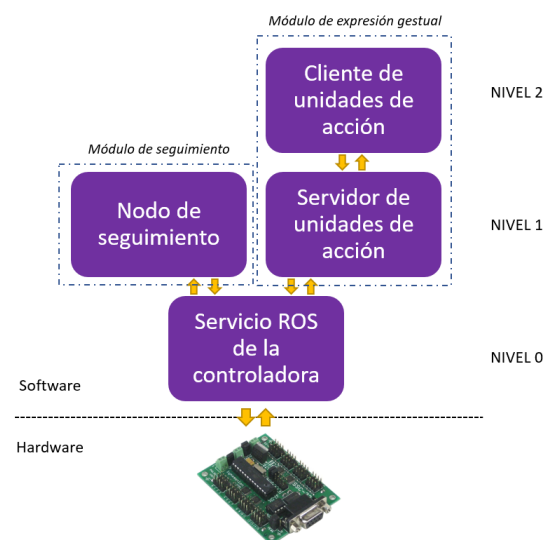 Módulo de expresión gestual
Cliente de
unidades de
acción
NIVEL 2
Módulo de seguimiento
Nodo de
seguimiento
Servidor de
unidades de
acción
NIVEL 1
Servicio ROS
de la
controladora
NIVEL 0
Software
Hardware